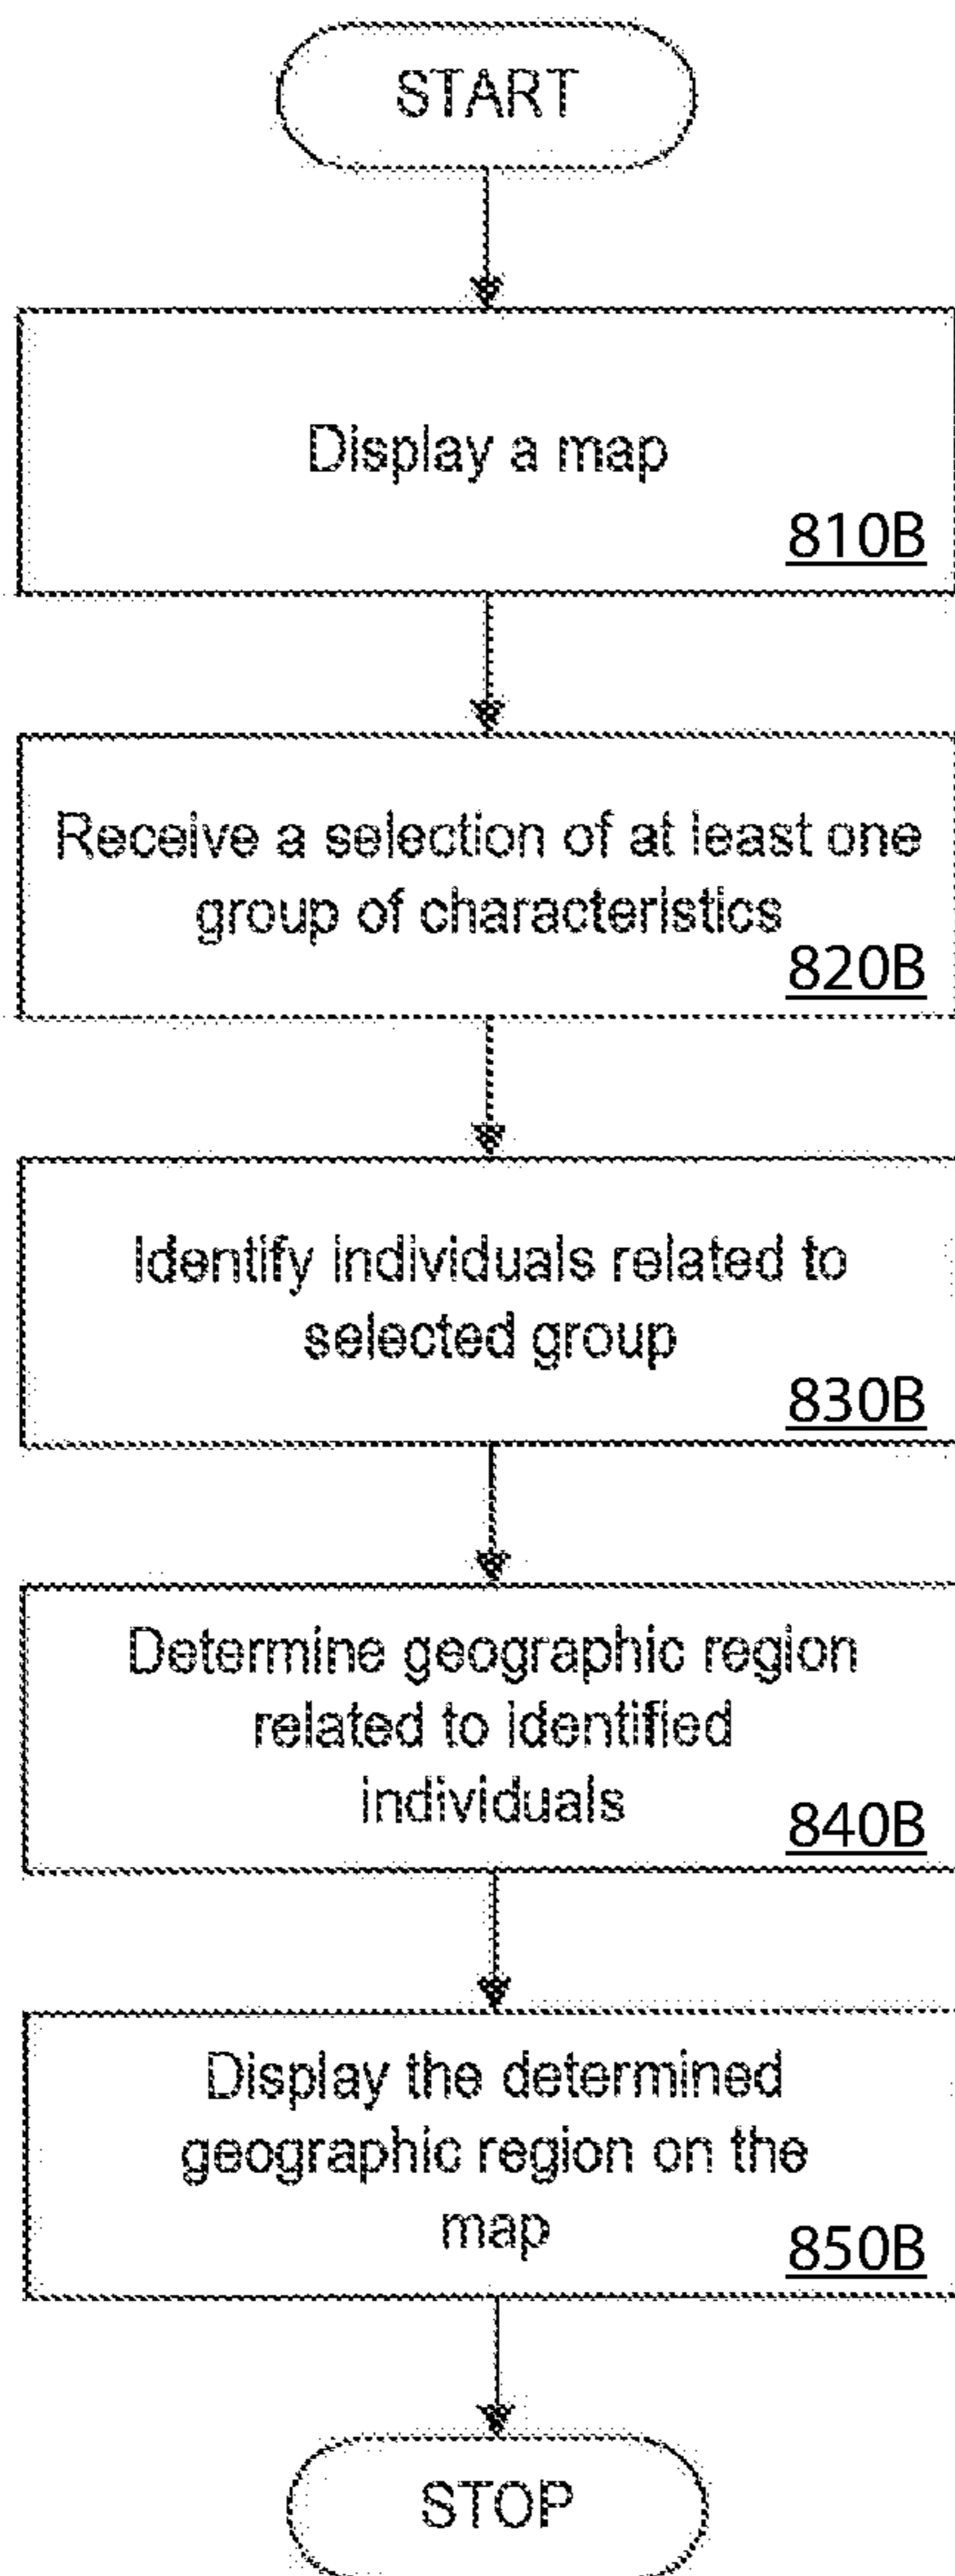 START
Display a map
810B
Receive a selection of at least one
group of characteristics
820B
Identify individuals related to
selected group
830B
Determine geographic region
related to identified
individuals
840B
Display the determined
geographic region on the
map
850B
STOP